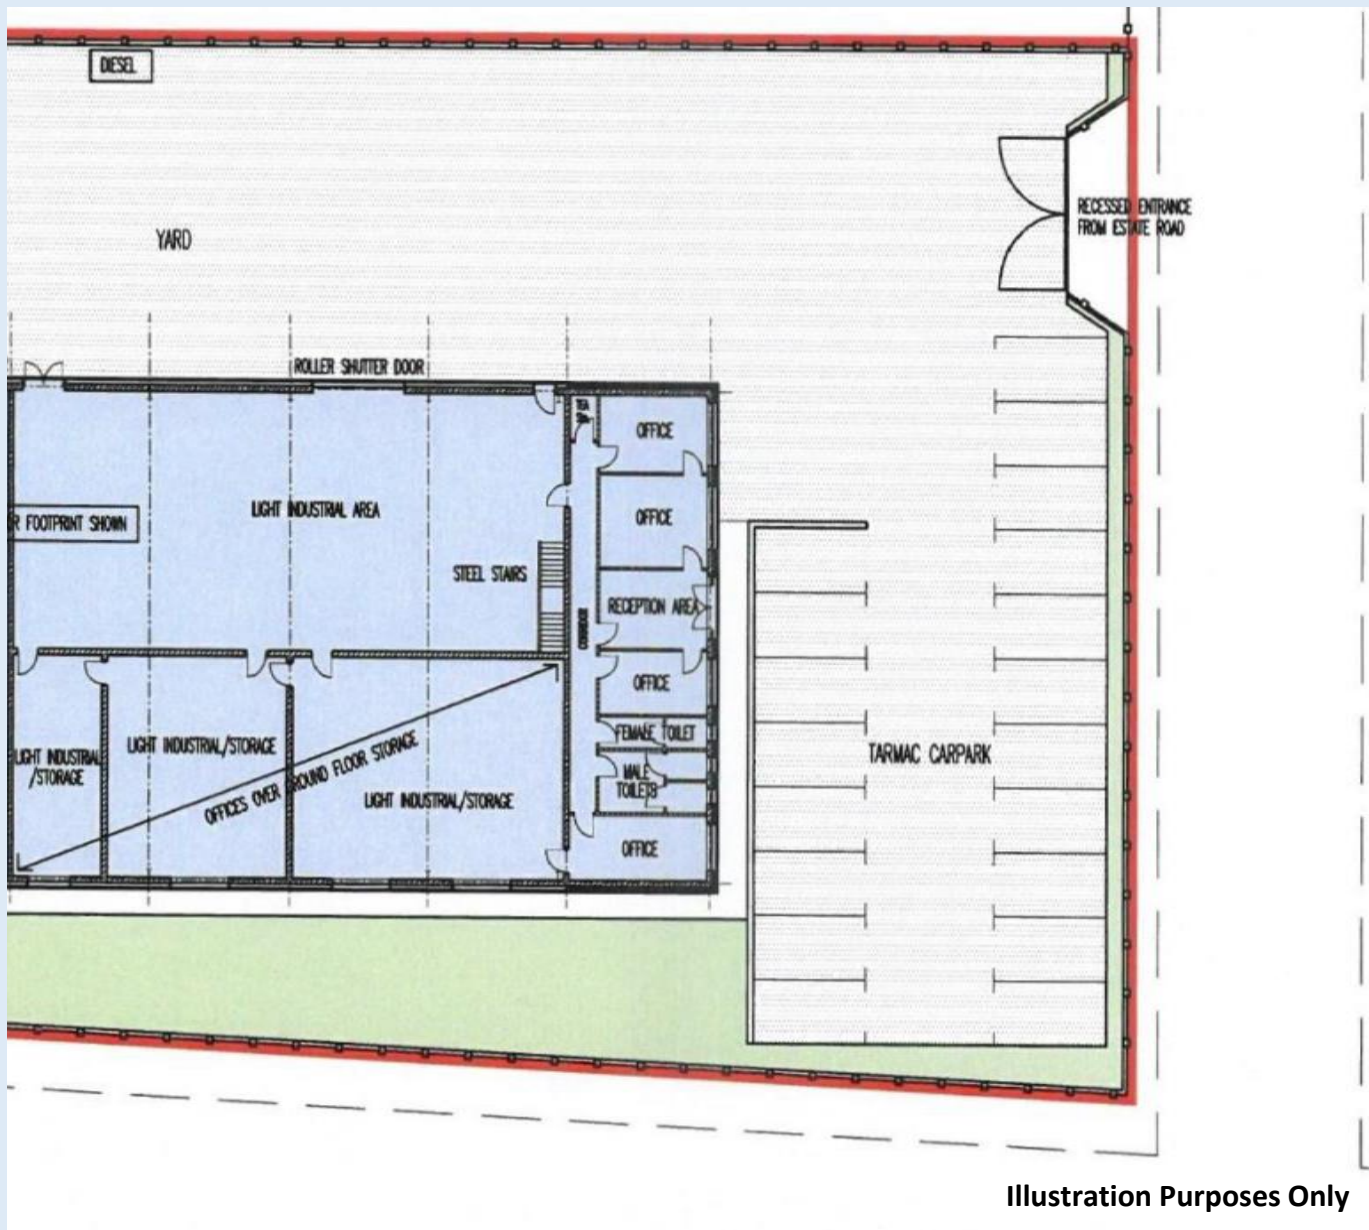 DIESEL
RECESSED ENTRANCE
FROM ESTATE ROAD
YARD
ROLLER SHUTTER DOOR
TEA
OFFICE
LIGHT INDUSTRIAL AREA
R FOOTPRINT SHOWN
OFFICE
STEEL STAIRS
RECEPTION AREA
CORRIDOR
OFFICE
FEMALE TOILET
LIGHT INDUSTRIAL
/STORAGE
LIGHT INDUSTRIAL/STORAGE
OFFICES OVER GROUND FLOOR STORAGE
LIGHT INDUSTRIAL/STORAGE
MALE
TOILETS
TARMAC CARPARK
OFFICE
Illustration Purposes Only